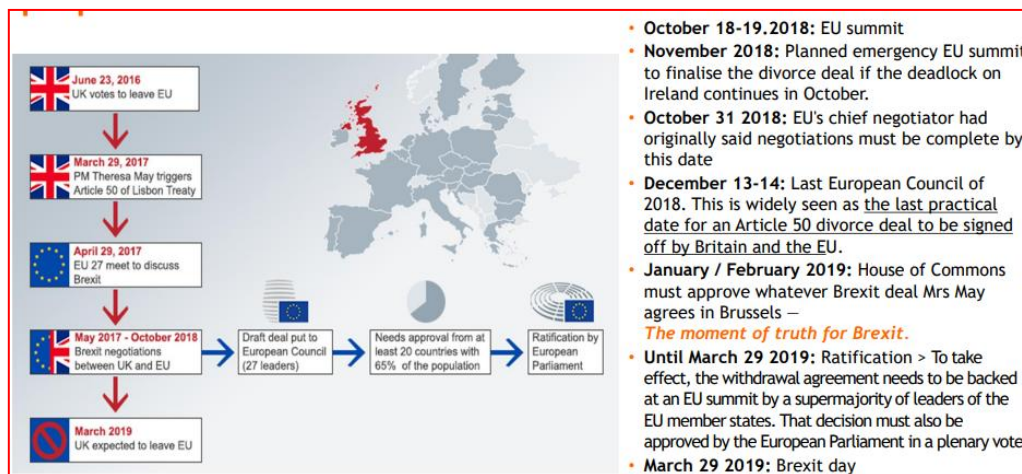 June 23, 2016
UK votes to leave EU
March 29, 2017
PM Theresa May triggers
Article 50 of Lisbon Treaty
April 29, 2017
EU 27 meet to discuss
Brexit
May 2017 - October 2018
Brexit negotiations
between UK and EU
Draft deal put to
European Council
(27 leaders)
Needs approval from at
least 20 countries with
65% of the population
Ratification by
European
Parliament
March 2019
UK expected to leave EU
• October 18-19.2018: EU summit
• November 2018: Planned emergency EU summit
to finalise the divorce deal if the deadlock on
Ireland continues in October.
• October 31 2018: EU's chief negotiator had
originally said negotiations must be complete by
this date
• December 13-14: Last European Council of
2018. This is widely seen as the last practical
date for an Article 50 divorce deal to be signed
off by Britain and the EU.
• January / February 2019: House of Commons
must approve whatever Brexit deal Mrs May
agrees in Brussels —
The moment of truth for Brexit.
• Until March 29 2019: Ratification > To take
effect, the withdrawal agreement needs to be backed
at an EU summit by a supermajority of leaders of the
EU member states. That decision must also be
approved by the European Parliament in a plenary vote
• March 29 2019: Brexit day